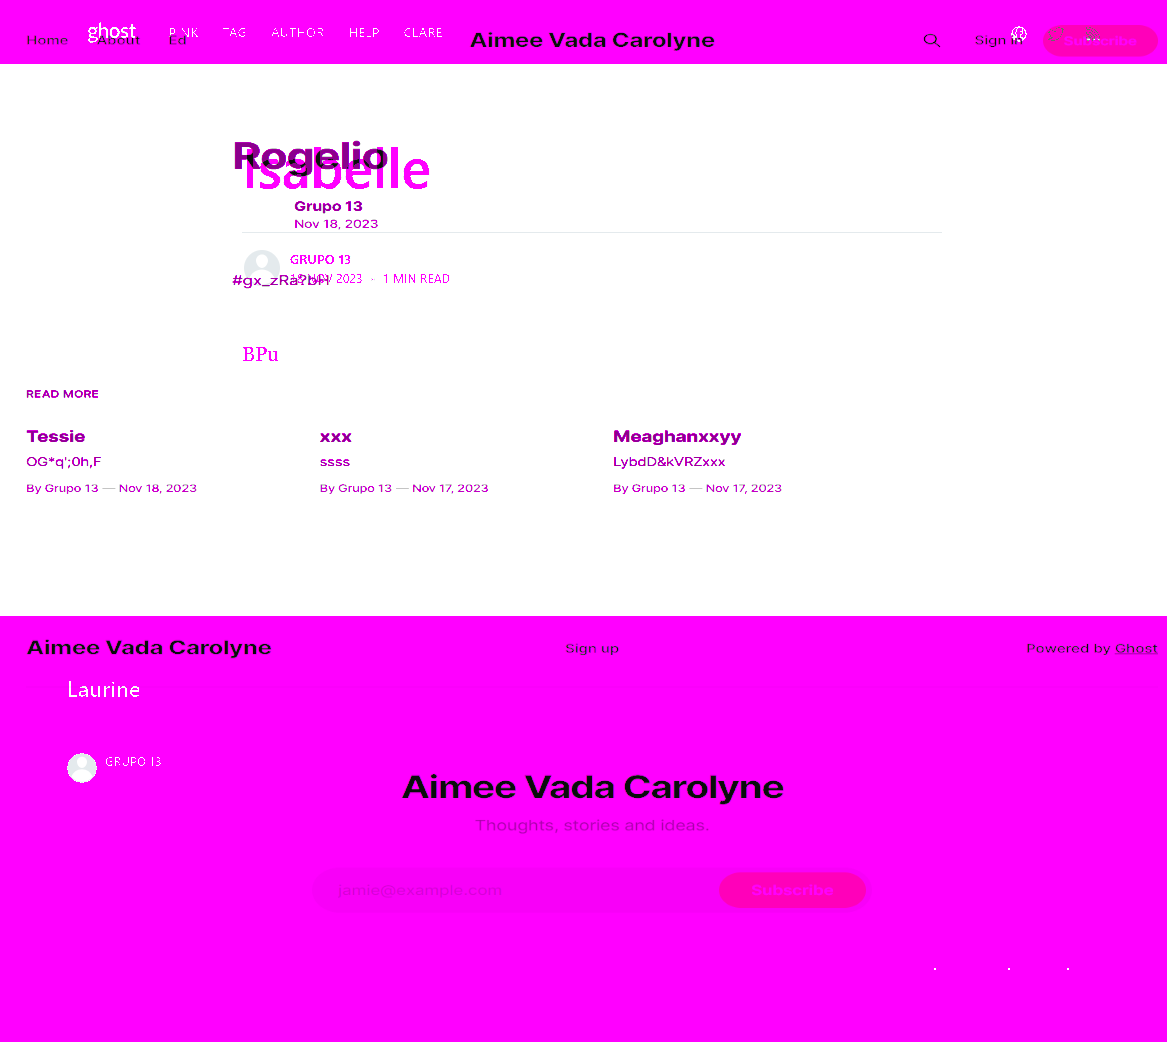 Home About Ed
ghost PINK TAG AUTHOR HELP CLARE
Aimee Vada Carolyne
Sign in
Subscribe
Rogelio
Isabelle
Grupo 13
Nov 18, 2023
GRUPO 13
18 NOV 2023 · 1 MIN READ
#gx_zRa?bH
BPu
READ MORE
Tessie
OG*q';0h,F
By Grupo 13 — Nov 18, 2023
xxx
ssss
By Grupo 13 — Nov 17, 2023
Meaghanxxyy
LybdD&kVRZxxx
By Grupo 13 — Nov 17, 2023
Aimee Vada Carolyne
Sign up
Powered by Ghost
Laurine
GRUPO 13
Aimee Vada Carolyne
Thoughts, stories and ideas.
jamie@example.com
Subscribe